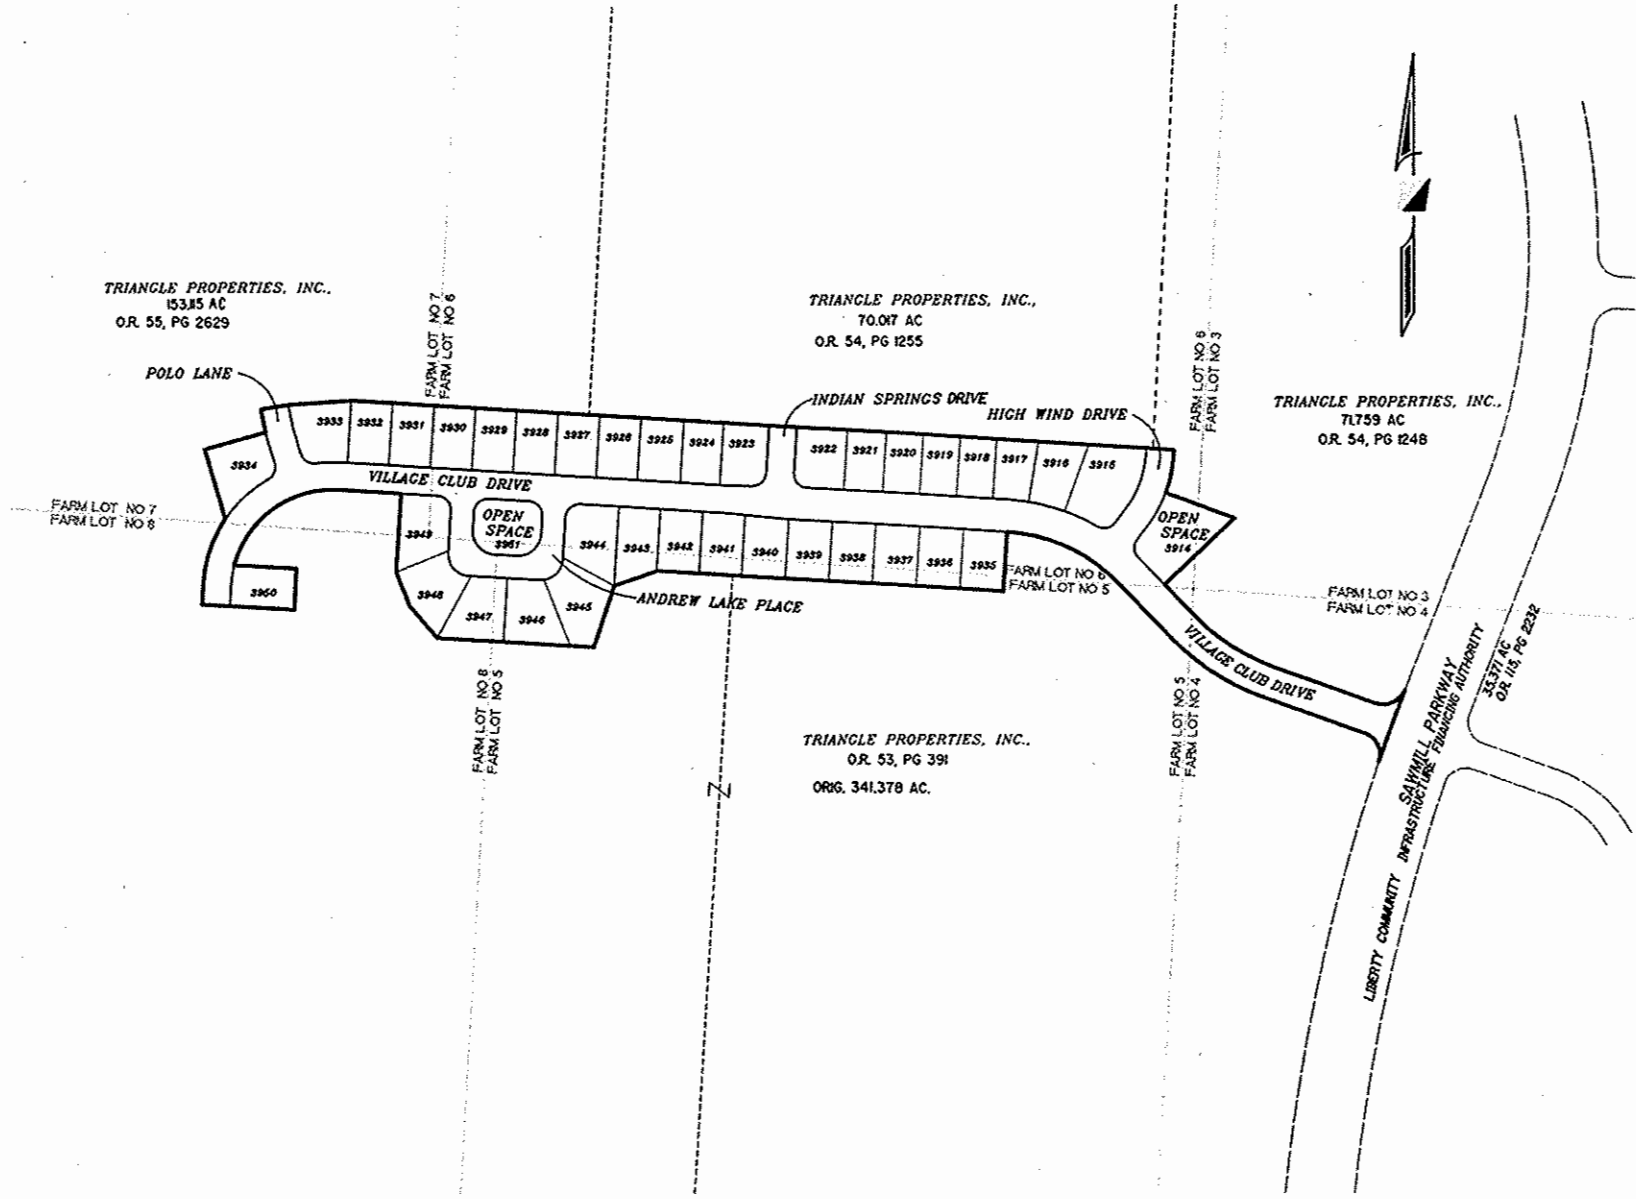 TRIANGLE PROPERTIES, INC.,
153.115 AC
O.R. 55, PG 2629
TRIANGLE PROPERTIES, INC.,
70.017 AC
O.R. 54, PG 1255
TRIANGLE PROPERTIES, INC.,
71.759 AC
O.R. 54, PG 1248
FARM LOT NO 7
FARM LOT NO 6
FARM LOT NO 6
FARM LOT NO 3
POLO LANE
INDIAN SPRINGS DRIVE
HIGH WIND DRIVE
3933
3932
3931
3930
3929
3928
3927
3926
3925
3924
3923
3922
3921
3920
3919
3918
3917
3916
3915
3934
VILLAGE CLUB DRIVE
FARM LOT NO 7
FARM LOT NO 8
OPEN
SPACE
3951
OPEN
SPACE
3914
3949
3944
3943
3942
3941
3940
3939
3938
3937
3936
3935
FARM LOT NO 6
FARM LOT NO 5
FARM LOT NO 3
FARM LOT NO 4
3950
3948
3947
3946
3945
ANDREW LAKE PLACE
VILLAGE CLUB DRIVE
FARM LOT NO 8
FARM LOT NO 5
FARM LOT NO 5
FARM LOT NO 4
TRIANGLE PROPERTIES, INC.,
O.R. 53, PG 391
ORIG. 341.378 AC.
Z
SAWMILL PARKWAY
LIBERTY COMMUNITY INFRASTRUCTURE FINANCING AUTHORITY
35.371 AC
O.R. 115, PG 2232